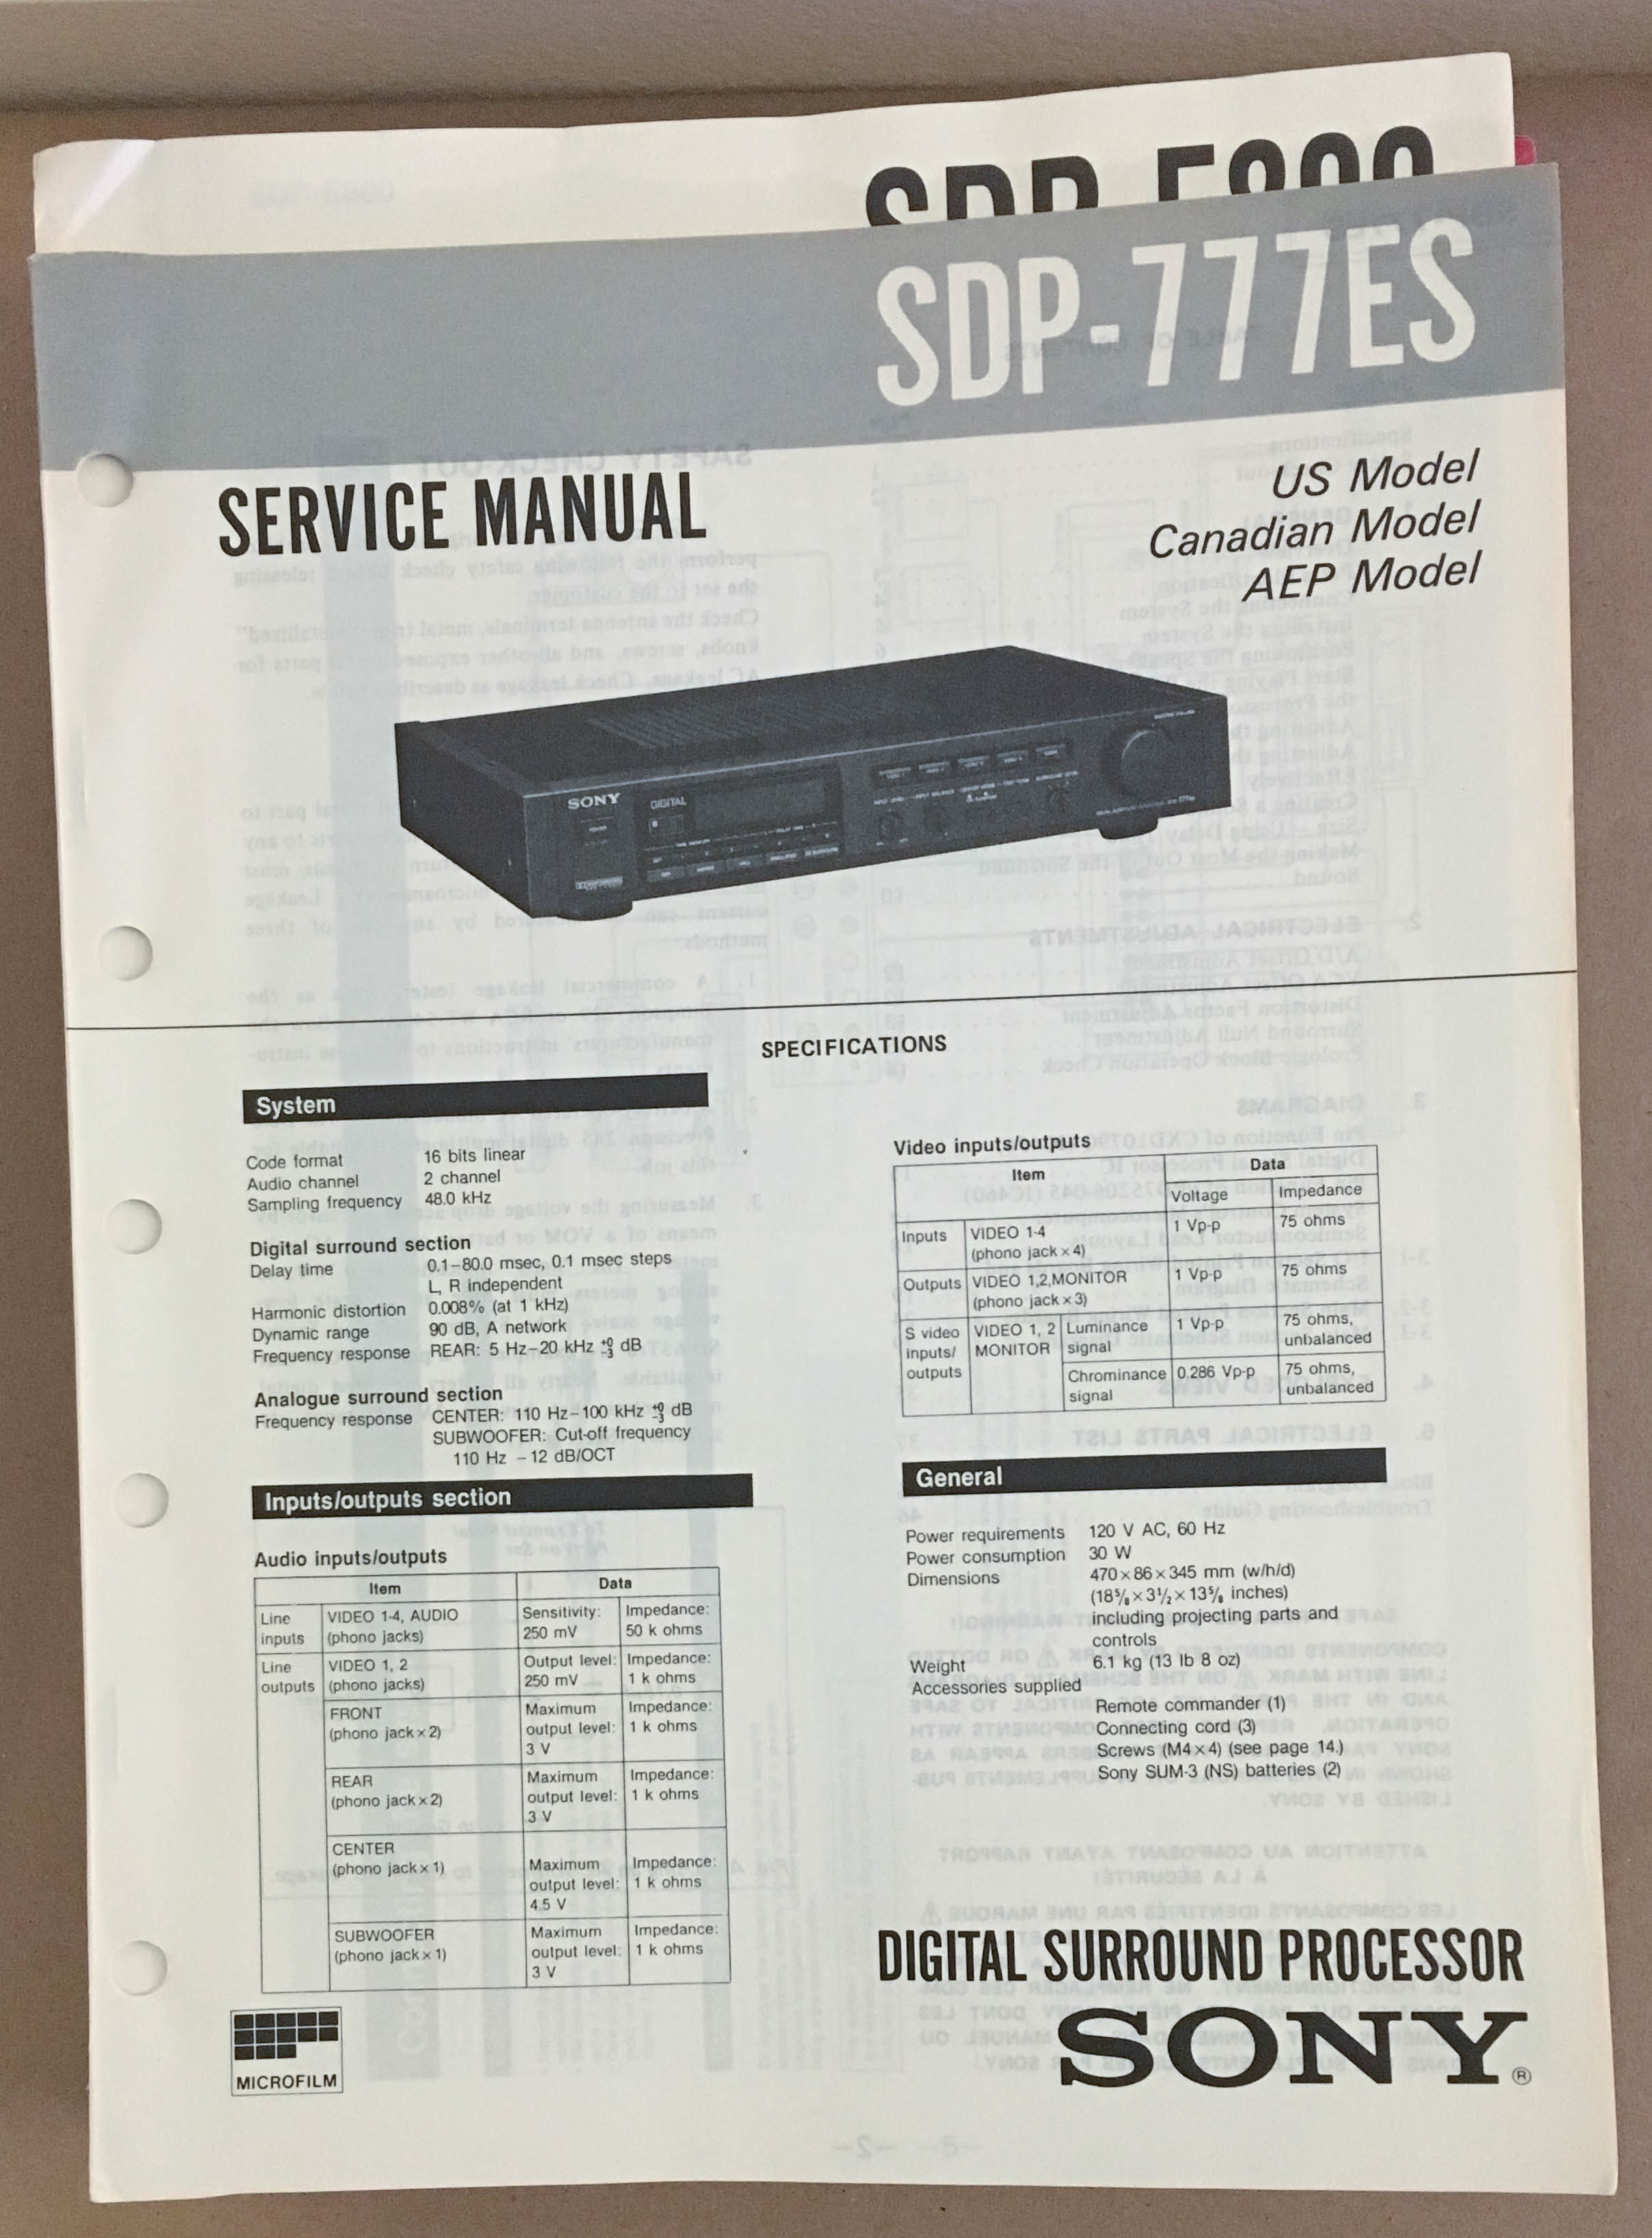 SDP-777ES
SERVICE MANUAL
US Model
Canadian Model
AEP Model
SONY
DIGITAL
SPECIFICATIONS
System
Code format 16 bits linear
Audio channel 2 channel
Sampling frequency 48.0 kHz
Digital surround section
Delay time 0.1–80.0 msec, 0.1 msec steps
L, R independent
Harmonic distortion 0.008% (at 1 kHz)
Dynamic range 90 dB, A network
Frequency response REAR: 5 Hz–20 kHz +0 −3 dB
Analogue surround section
Frequency response CENTER: 110 Hz–100 kHz +0 −3 dB
SUBWOOFER: Cut-off frequency
110 Hz –12 dB/OCT
Inputs/outputs section
Audio inputs/outputs
Item Data
Line inputs VIDEO 1-4, AUDIO (phono jacks) Sensitivity: 250 mV Impedance: 50 k ohms
Line outputs VIDEO 1, 2 (phono jacks) Output level: 250 mV Impedance: 1 k ohms
FRONT (phono jack×2) Maximum output level: 3 V Impedance: 1 k ohms
REAR (phono jack×2) Maximum output level: 3 V Impedance: 1 k ohms
CENTER (phono jack×1) Maximum output level: 4.5 V Impedance: 1 k ohms
SUBWOOFER (phono jack×1) Maximum output level: 3 V Impedance: 1 k ohms
MICROFILM
Video inputs/outputs
Item Data
Voltage Impedance
Inputs VIDEO 1-4 (phono jack×4) 1 Vp-p 75 ohms
Outputs VIDEO 1,2,MONITOR (phono jack×3) 1 Vp-p 75 ohms
S video inputs/ outputs VIDEO 1, 2 MONITOR Luminance signal 1 Vp-p 75 ohms, unbalanced
Chrominance signal 0.286 Vp-p 75 ohms, unbalanced
General
Power requirements 120 V AC, 60 Hz
Power consumption 30 W
Dimensions 470×86×345 mm (w/h/d)
(18⅝×3½×13⅝ inches)
including projecting parts and
controls
Weight 6.1 kg (13 lb 8 oz)
Accessories supplied
Remote commander (1)
Connecting cord (3)
Screws (M4×4) (see page 14.)
Sony SUM-3 (NS) batteries (2)
DIGITAL SURROUND PROCESSOR
SONY®